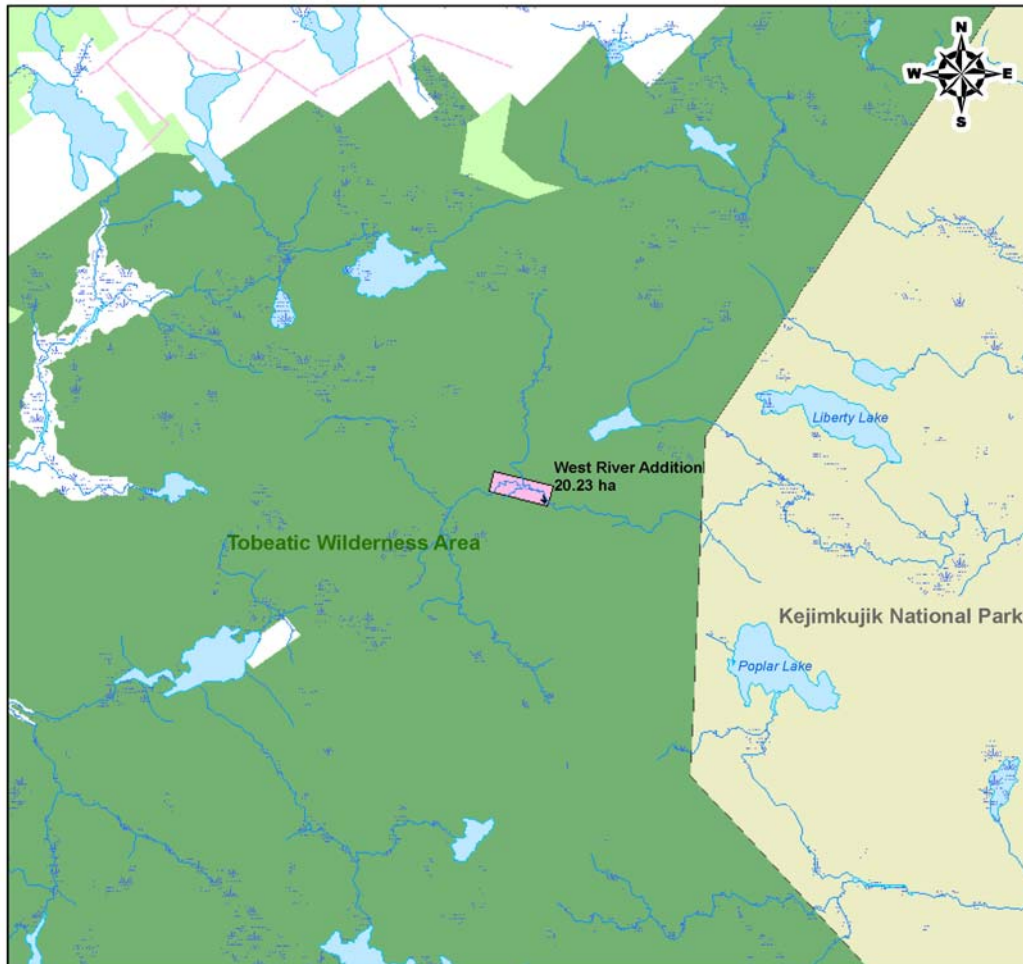 N
W E
S
Liberty Lake
West River Addition
20.23 ha
Tobeatic Wilderness Area
Kejimkujik National Park
Poplar Lake